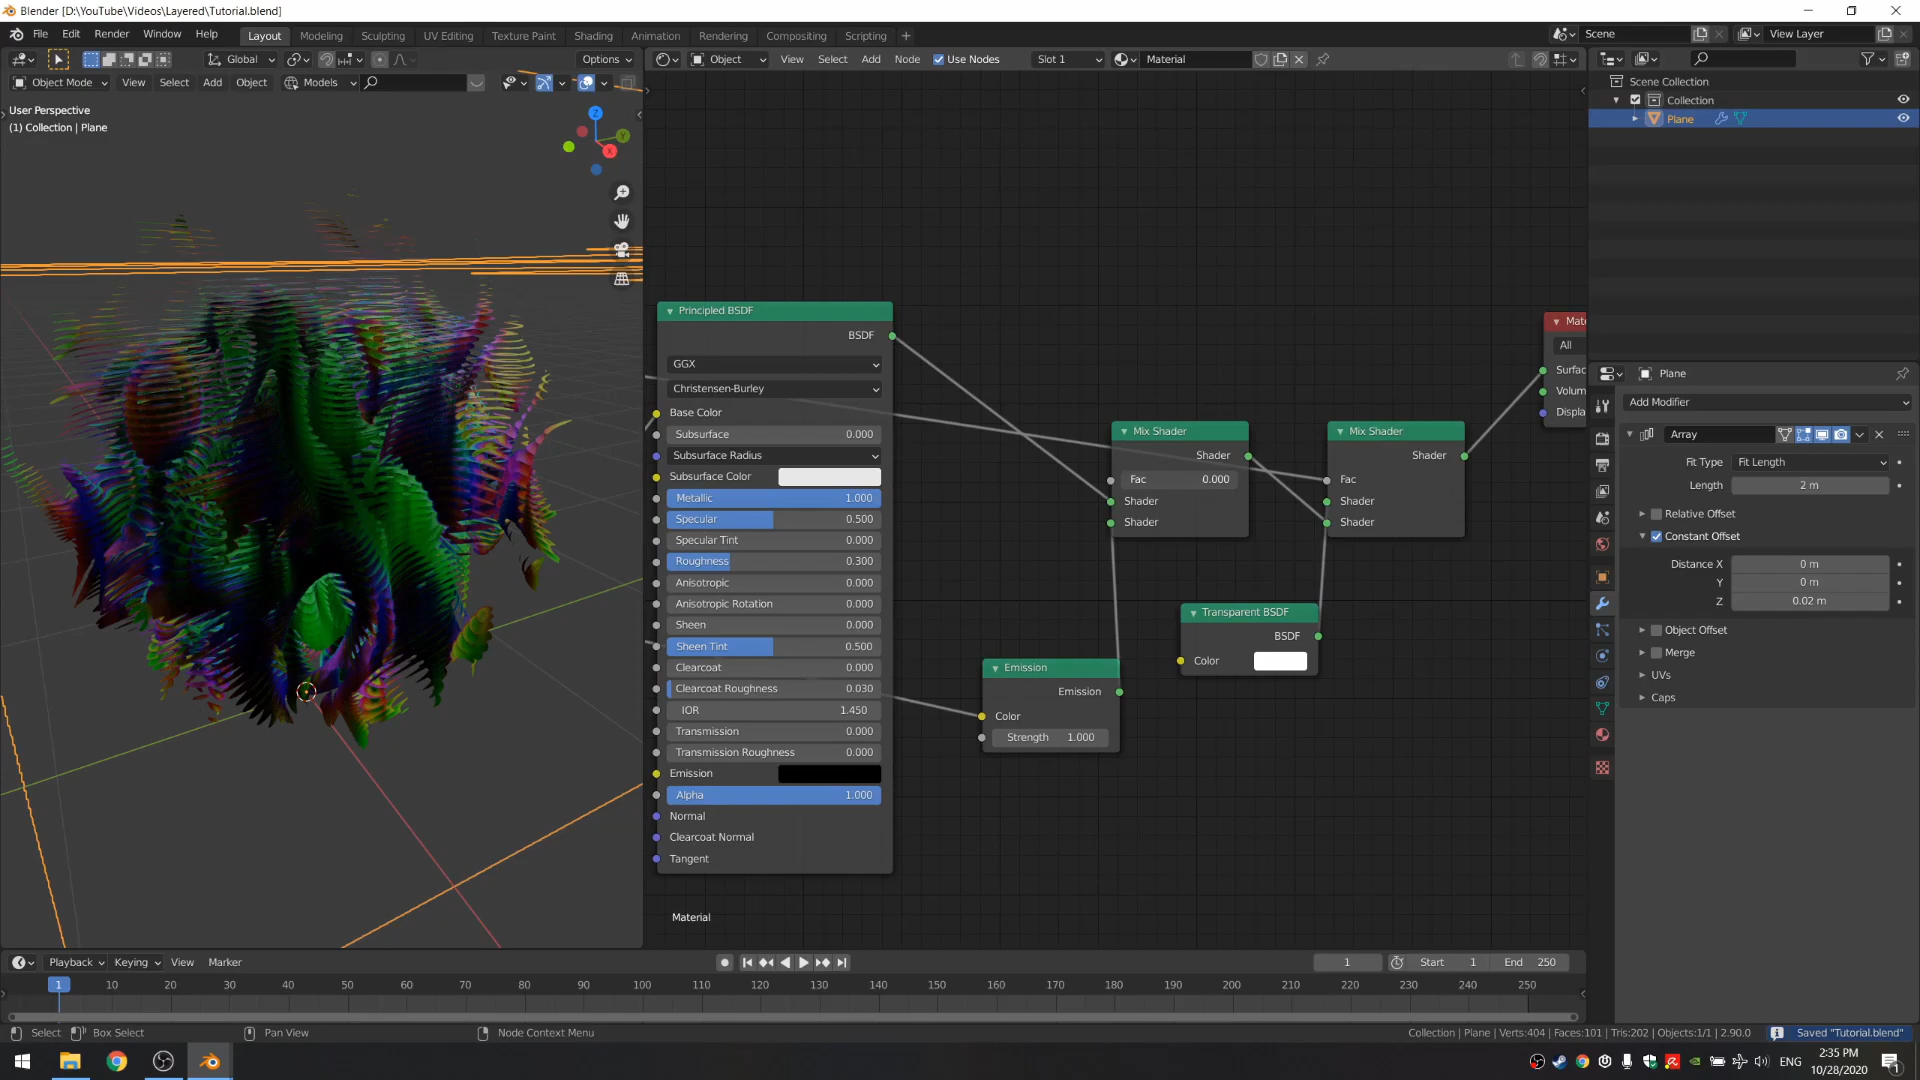 Blender [D:\YouTube\Videos\Layered\Tutorial.blend]
File Edit Render Window Help Layout Modeling Sculpting UV Editing Texture Paint Shading Animation Rendering Compositing Scripting
Scene View Layer
Global Options Object View Select Add Node Use Nodes Slot 1 Material
Object Mode View Select Add Object Models
User Perspective
(1) Collection | Plane
Z
Y
X
Scene Collection
Collection
Plane
Principled BSDF
BSDF
GGX
Christensen-Burley
Base Color
Subsurface 0.000
Subsurface Radius
Subsurface Color
Metallic 1.000
Specular 0.500
Specular Tint 0.000
Roughness 0.300
Anisotropic 0.000
Anisotropic Rotation 0.000
Sheen 0.000
Sheen Tint 0.500
Clearcoat 0.000
Clearcoat Roughness 0.030
IOR 1.450
Transmission 0.000
Transmission Roughness 0.000
Emission
Alpha 1.000
Normal
Clearcoat Normal
Tangent
Material
Mix Shader
Shader
Fac 0.000
Shader
Shader
Mix Shader
Shader
Fac
Shader
Shader
Transparent BSDF
BSDF
Color
Emission
Emission
Color
Strength 1.000
Mate
All
Surfac
Volum
Displa
Plane
Add Modifier
Array
Fit Type Fit Length
Length 2 m
Relative Offset
Constant Offset
Distance X 0 m
Y 0 m
Z 0.02 m
Object Offset
Merge
UVs
Caps
Playback Keying View Marker 1 Start 1 End 250
1 10 20 30 40 50 60 70 80 90 100 110 120 130 140 150 160 170 180 190 200 210 220 230 240 250
Select Box Select Pan View Node Context Menu Collection | Plane | Verts:404 | Faces:101 | Tris:202 | Objects:1/1 | 2.90.0 Saved "Tutorial.blend"
ENG
2:35 PM
10/28/2020
1